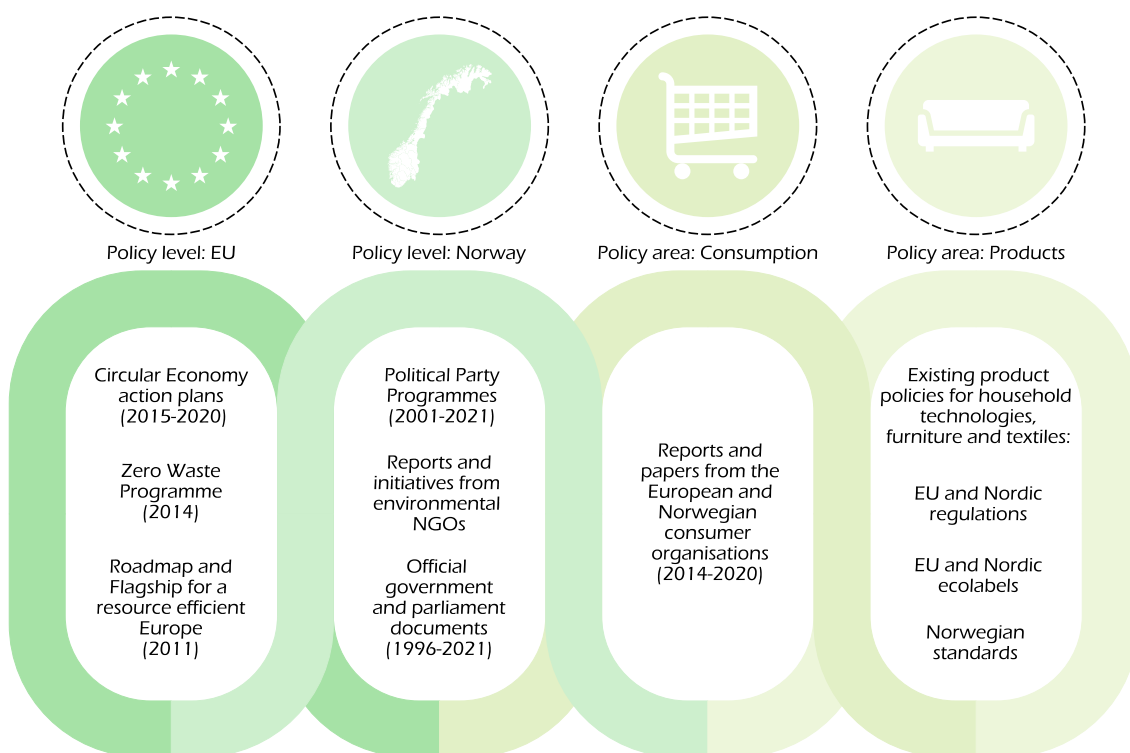 Policy level: EU
Circular Economy
action plans
(2015-2020)
Zero Waste
Programme
(2014)
Roadmap and
Flagship for a
resource efficient
Europe
(2011)
Policy level: Norway
Political Party
Programmes
(2001-2021)
Reports and
initiatives from
environmental
NGOs
Official
government
and parliament
documents
(1996-2021)
Policy area: Consumption
Reports and
papers from the
European and
Norwegian
consumer
organisations
(2014-2020)
Policy area: Products
Existing product
policies for household
technologies,
furniture and textiles:
EU and Nordic
regulations
EU and Nordic
ecolabels
Norwegian
standards